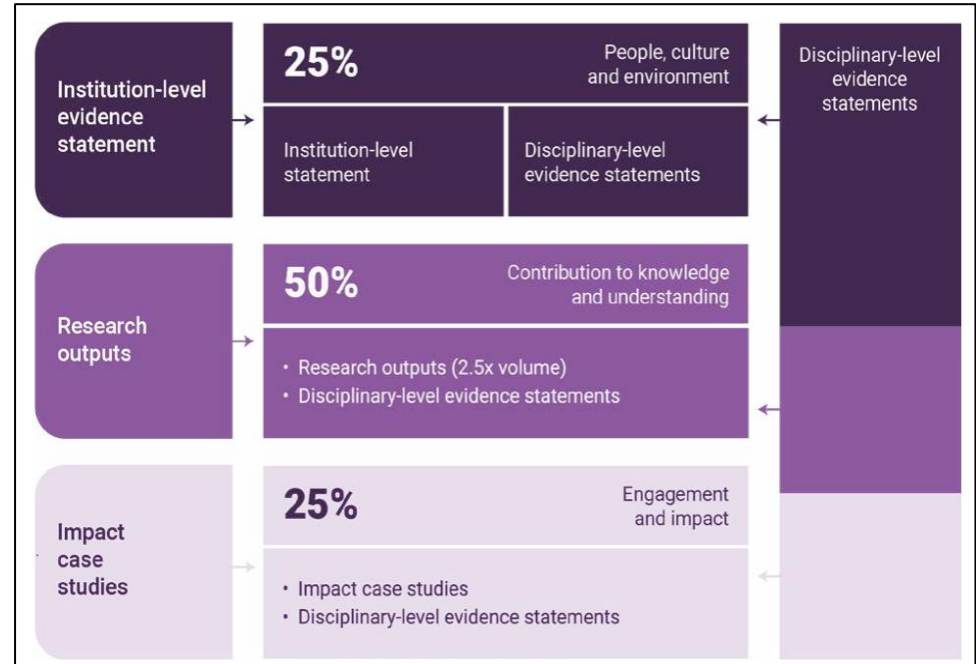 Institution-level
evidence
statement
25%
People, culture
and environment
Institution-level
statement
Disciplinary-level
evidence statements
Disciplinary-level
evidence
statements
Research
outputs
50%
Contribution to knowledge
and understanding
• Research outputs (2.5x volume)
• Disciplinary-level evidence statements
Impact
case
studies
25%
Engagement
and impact
• Impact case studies
• Disciplinary-level evidence statements